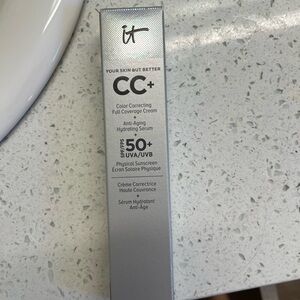 it
YOUR SKIN BUT BETTER
CC+
Color Correcting
Full Coverage Cream
+
Anti-Aging
Hydrating Serum
+
SPF/FPS 50+
UVA/UVB
Physical Sunscreen
Écran Solaire Physique
Crème Correctrice
Haute Couvrance
+
Sérum Hydratant
Anti-Âge